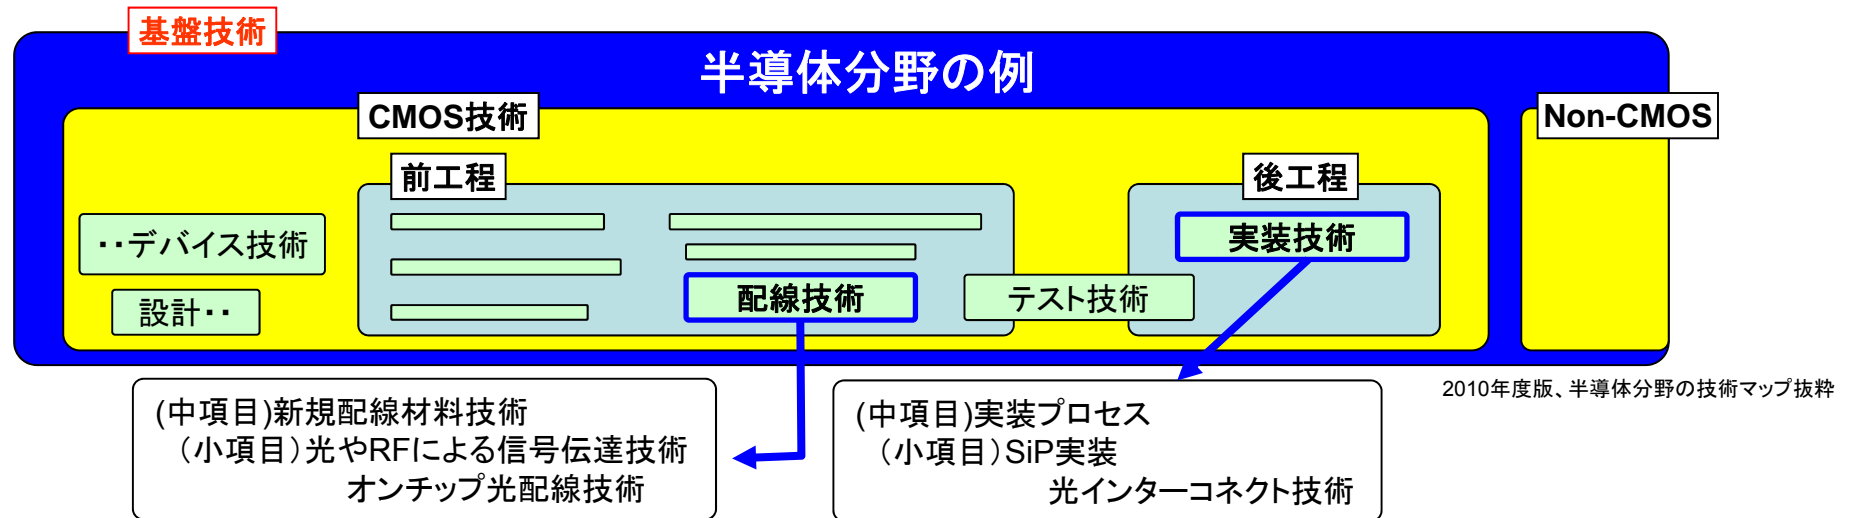 基盤技術
半導体分野の例
CMOS技術
Non-CMOS
前工程
後工程
・・デバイス技術
実装技術
設計・・
配線技術
テスト技術
2010年度版、半導体分野の技術マップ抜粋
(中項目)新規配線材料技術
（小項目）光やRFによる信号伝達技術
オンチップ光配線技術
(中項目)実装プロセス
（小項目）SiP実装
光インターコネクト技術